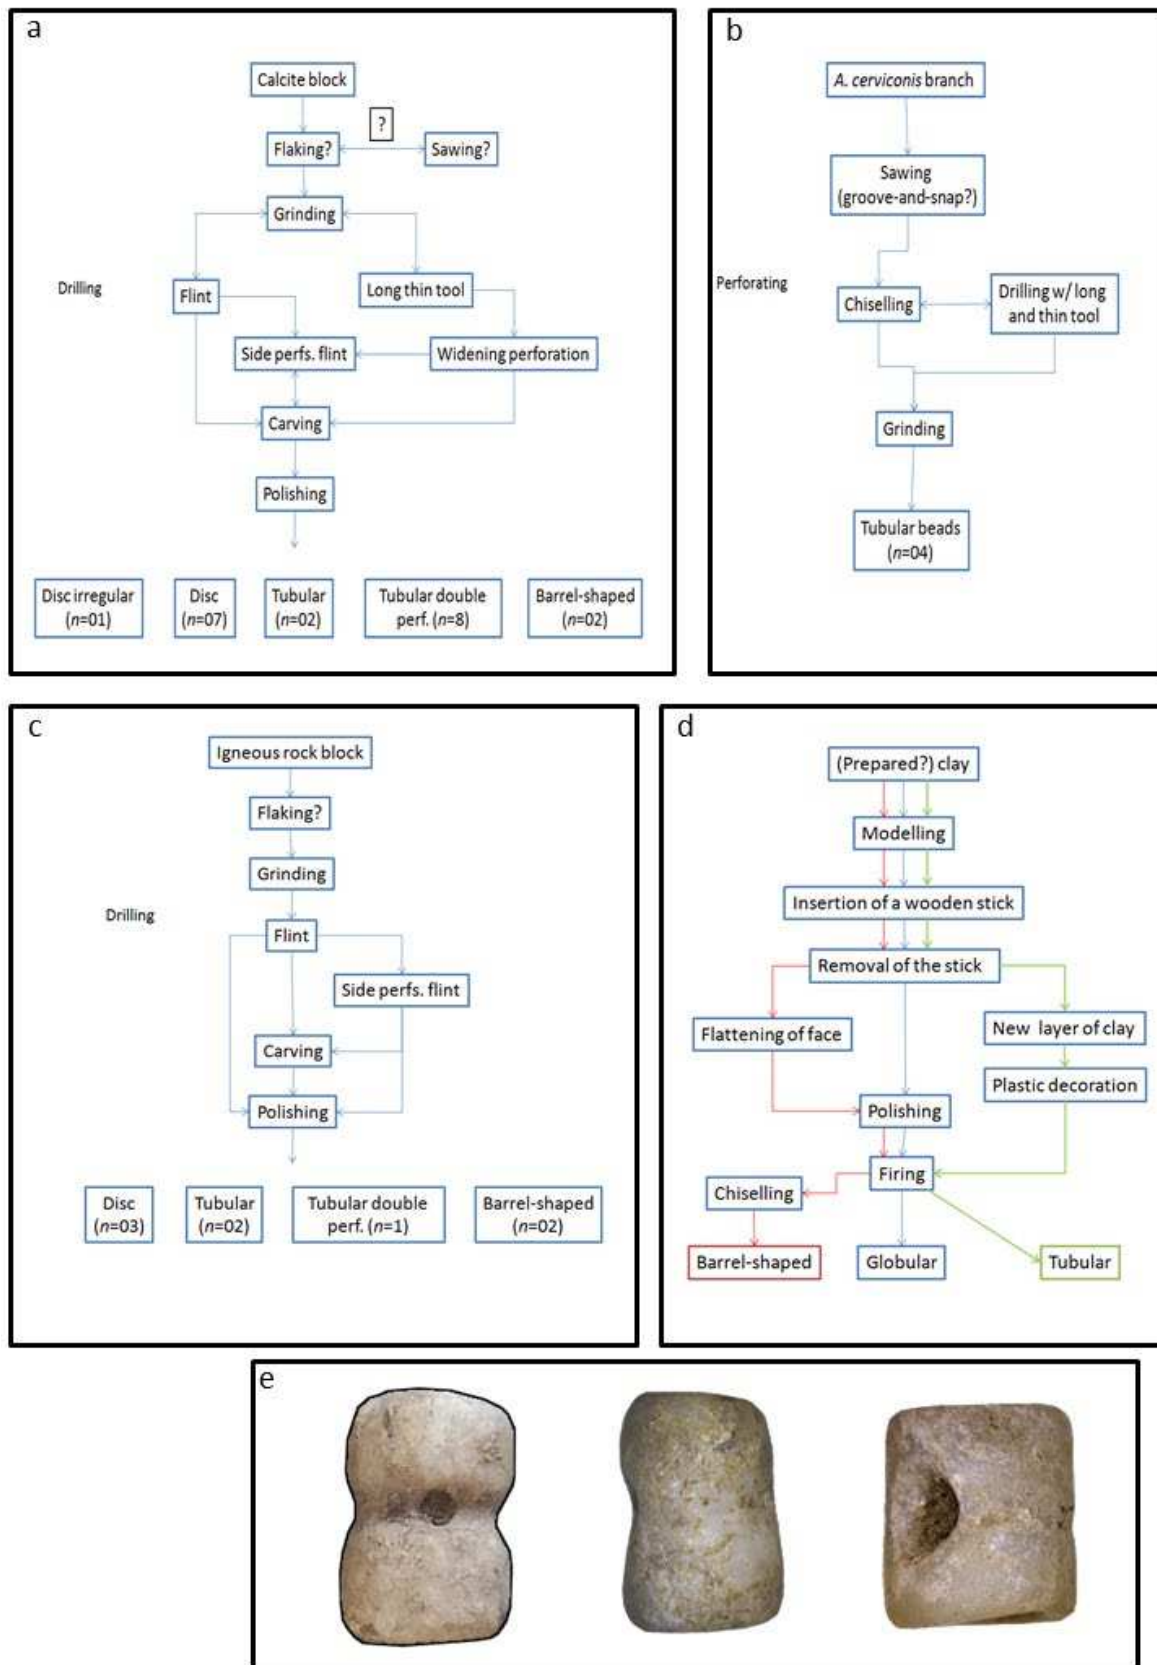 a
Calcite block
?
Flaking?
Sawing?
Grinding
Drilling
Flint
Long thin tool
Side perfs. flint
Widening perforation
Carving
Polishing
Disc irregular
(n=01)
Disc
(n=07)
Tubular
(n=02)
Tubular double
perf. (n=8)
Barrel-shaped
(n=02)
b
A. cerviconis branch
Sawing
(groove-and-snap?)
Perforating
Chiselling
Drilling w/ long
and thin tool
Grinding
Tubular beads
(n=04)
c
Igneous rock block
Flaking?
Grinding
Drilling
Flint
Side perfs. flint
Carving
Polishing
Disc
(n=03)
Tubular
(n=02)
Tubular double
perf. (n=1)
Barrel-shaped
(n=02)
d
(Prepared?) clay
Modelling
Insertion of a wooden stick
Removal of the stick
Flattening of face
New layer of clay
Plastic decoration
Polishing
Firing
Chiselling
Barrel-shaped
Globular
Tubular
e